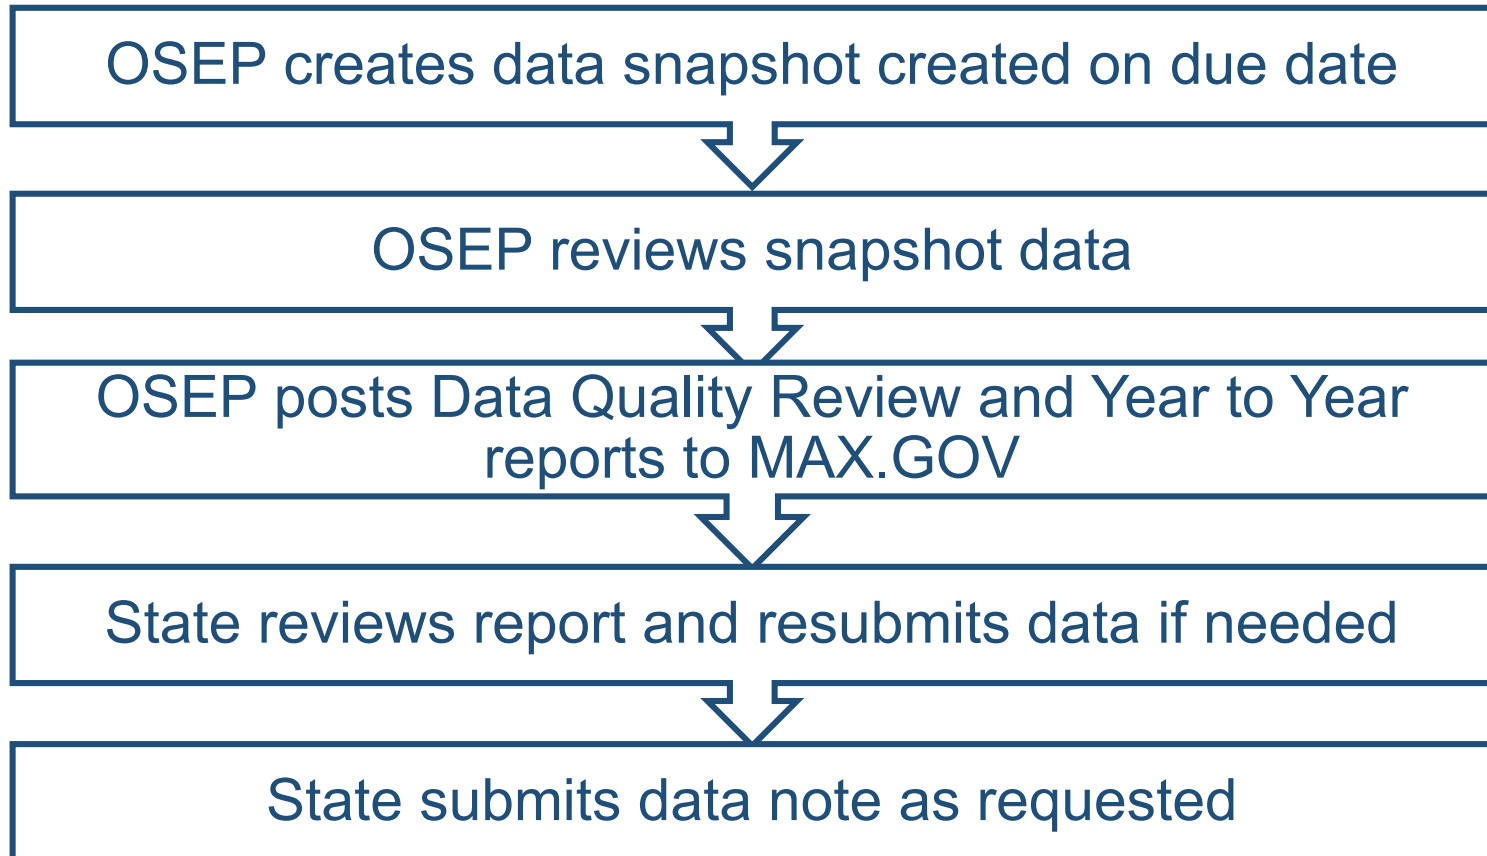 OSEP creates data snapshot created on due date
OSEP reviews snapshot data
OSEP posts Data Quality Review and Year to Year
reports to MAX.GOV
State reviews report and resubmits data if needed
State submits data note as requested